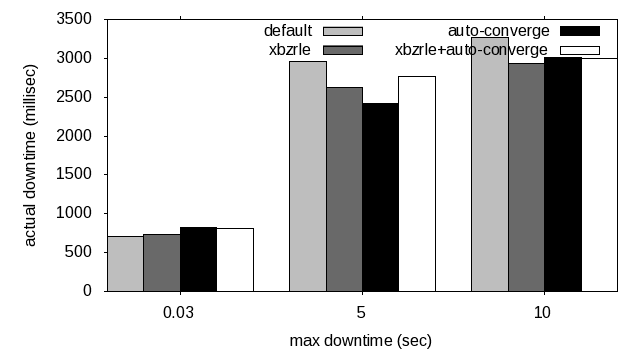 3500
3000
2500
2000
1500
1000
500
0
actual downtime (millisec)
default
auto-converge
xbzrle
xbzrle+auto-converge
0.03
5
10
max downtime (sec)